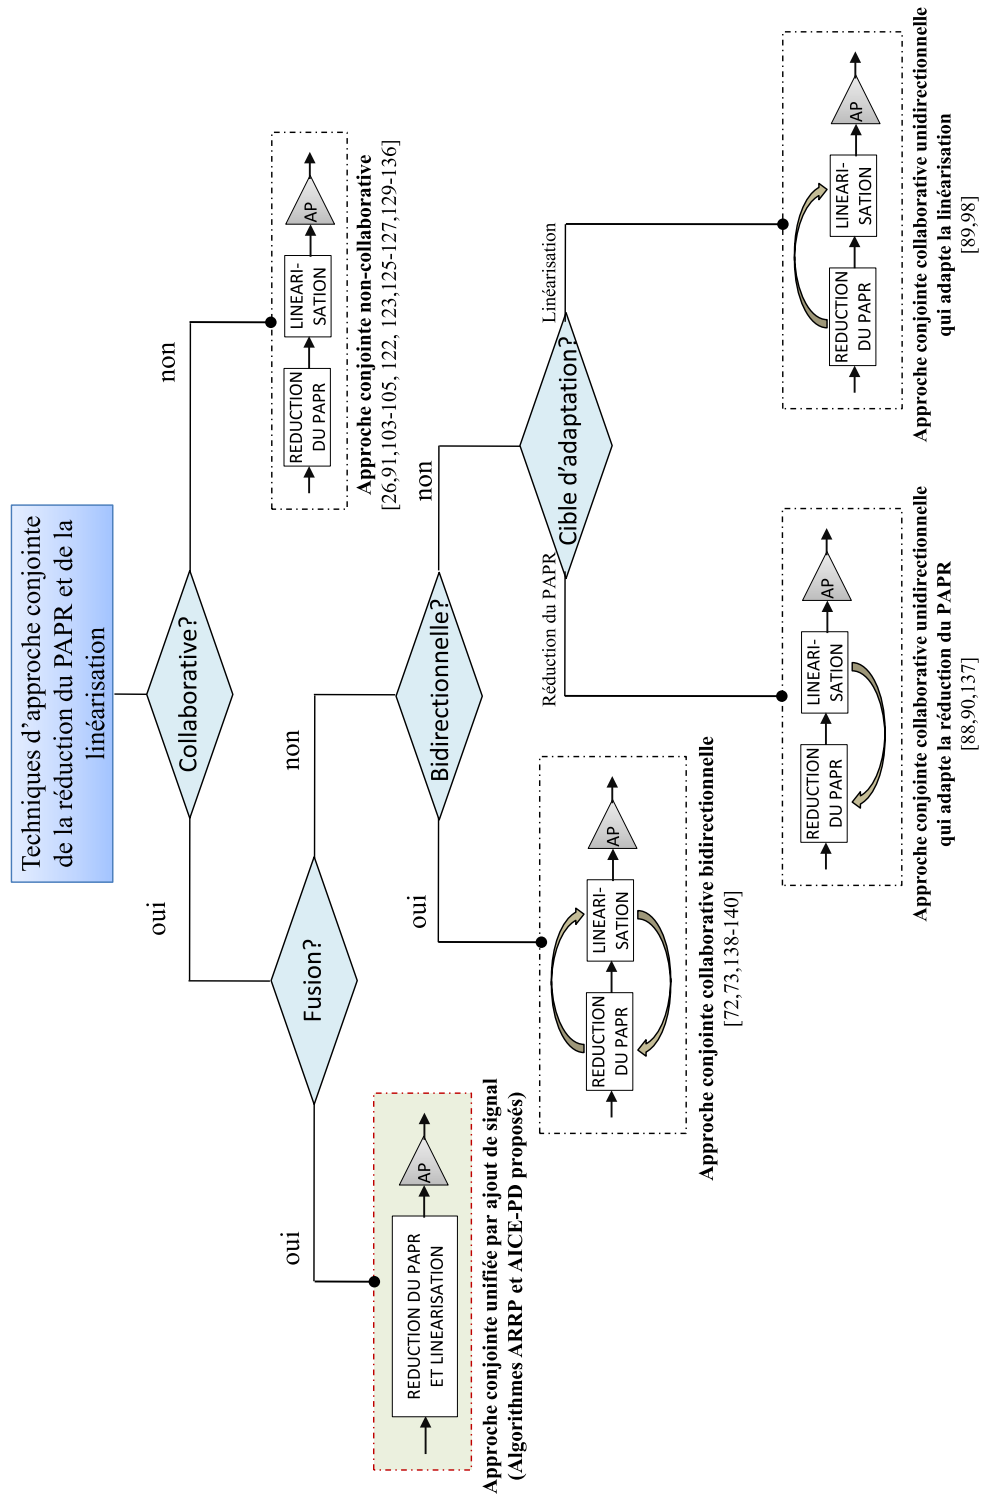 Techniques d'approche conjointe
de la réduction du PAPR et de la
linéarisation
Collaborative?
oui
non
Fusion?
oui
non
REDUCTION
DU PAPR
LINEARI-
SATION
AP
Approche conjointe non-collaborative
[26,91,103-105, 122, 123,125-127,129-136]
REDUCTION DU PAPR
ET LINEARISATION
AP
Approche conjointe unifiée par ajout de signal
(Algorithmes ARRP et AICE-PD proposés)
Bidirectionnelle?
oui
non
REDUCTION
DU PAPR
LINEARI-
SATION
AP
Approche conjointe collaborative bidirectionnelle
[72,73,138-140]
Cible d'adaptation?
Réduction du PAPR
Linéarisation
REDUCTION
DU PAPR
LINEARI-
SATION
AP
Approche conjointe collaborative unidirectionnelle
qui adapte la réduction du PAPR
[88,90,137]
REDUCTION
DU PAPR
LINEARI-
SATION
AP
Approche conjointe collaborative unidirectionnelle
qui adapte la linéarisation
[89,98]